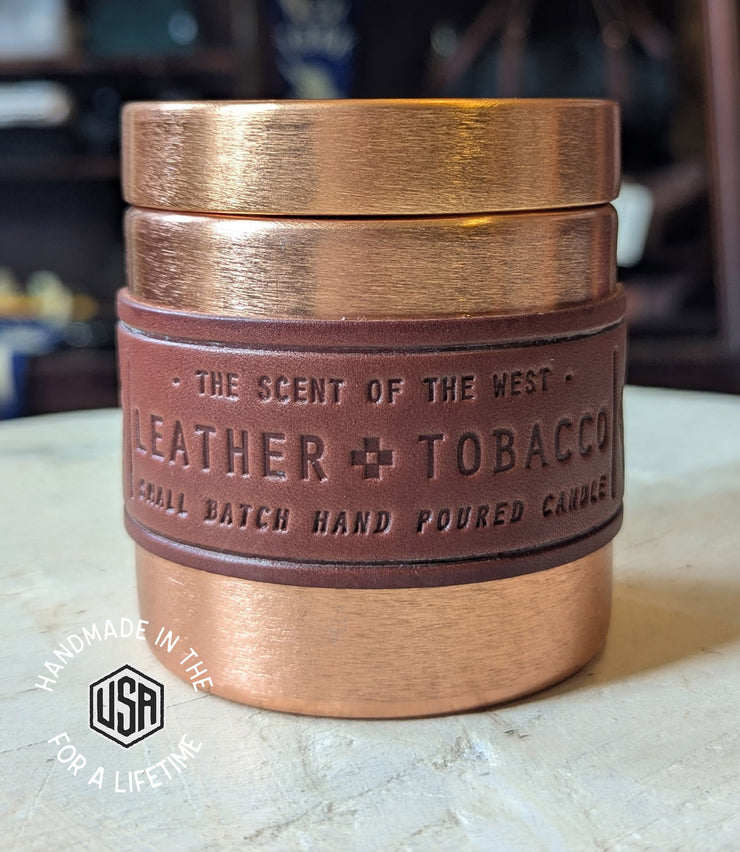 - THE SCENT OF THE WEST -
LEATHER + TOBACCO
SMALL BATCH HAND POURED CANDLE
HANDMADE IN THE
USA
FOR A LIFETIME